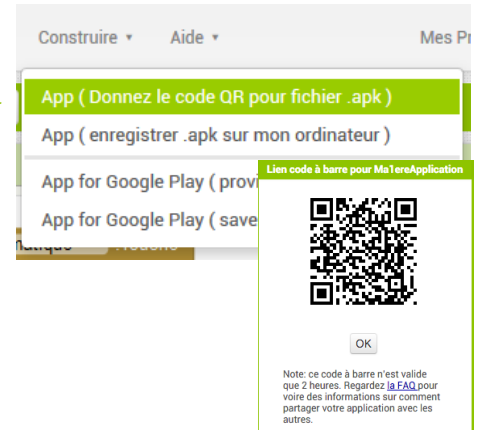 Construire ▾ Aide ▾ Mes Pr
App ( Donnez le code QR pour fichier .apk )
App ( enregistrer .apk sur mon ordinateur )
App for Google Play ( provi
App for Google Play ( save
Lien code à barre pour Ma1ereApplication
OK
Note: ce code à barre n'est valide
que 2 heures. Regardez la FAQ pour
voire des informations sur comment
partager votre application avec les
autres.